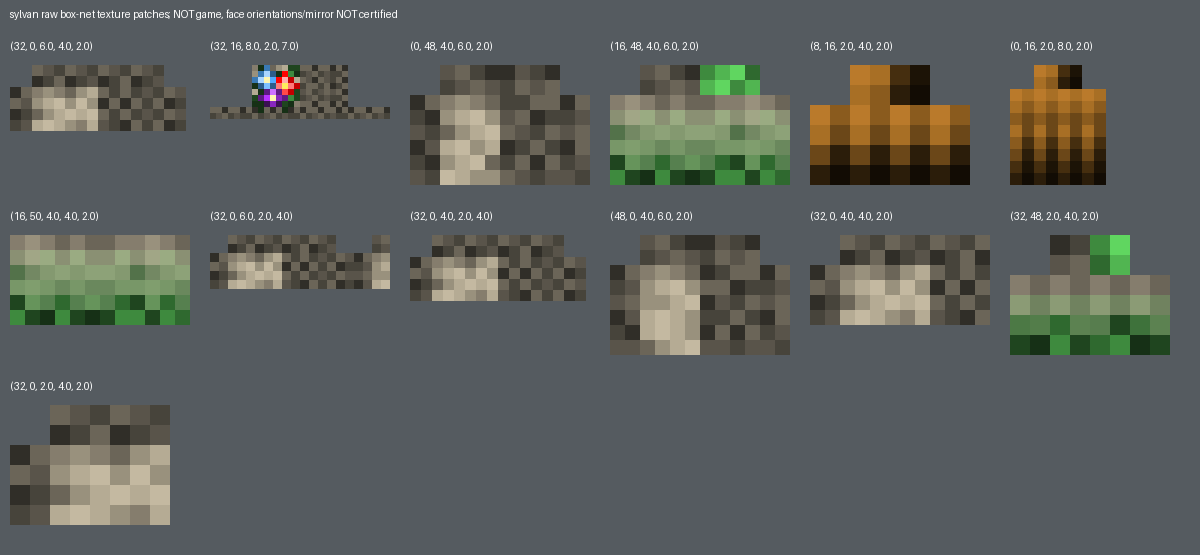 sylvan raw box-net texture patches; NOT game, face orientations/mirror NOT certified
(32, 0, 6.0, 4.0, 2.0)
(32, 16, 8.0, 2.0, 7.0)
(0, 48, 4.0, 6.0, 2.0)
(16, 48, 4.0, 6.0, 2.0)
(8, 16, 2.0, 4.0, 2.0)
(0, 16, 2.0, 8.0, 2.0)
(16, 50, 4.0, 4.0, 2.0)
(32, 0, 6.0, 2.0, 4.0)
(32, 0, 4.0, 2.0, 4.0)
(48, 0, 4.0, 6.0, 2.0)
(32, 0, 4.0, 4.0, 2.0)
(32, 48, 2.0, 4.0, 2.0)
(32, 0, 2.0, 4.0, 2.0)